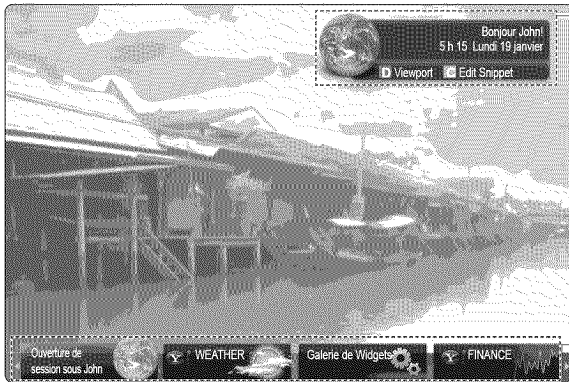 Bonjour John!
5 h 15 Lundi 19 janvier
D Viewport C Edit Snippet
Ouverture de
session sous John
Y WEATHER
Galerie de Widgets
Y FINANCE